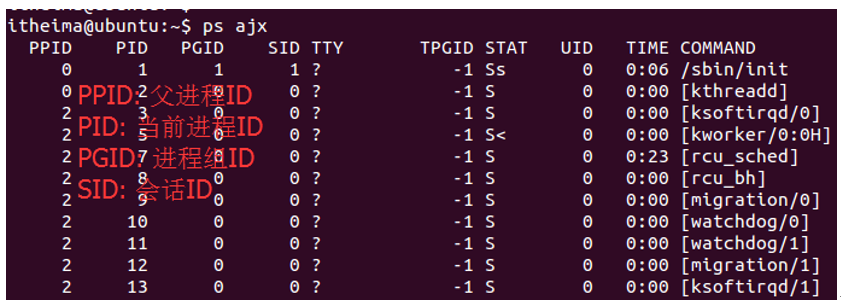 itheima@ubuntu:~$ ps ajx
PPID PID PGID SID TTY TPGID STAT UID TIME COMMAND
0 1 1 1 ? -1 Ss 0 0:06 /sbin/init
0 2 0 0 ? -1 S 0 0:00 [kthreadd]
PPID: 父进程ID
2 3 0 0 ? -1 S 0 0:00 [ksoftirqd/0]
PID: 当前进程ID
2 5 0 0 ? -1 S< 0 0:00 [kworker/0:0H]
2 7 0 0 ? -1 S 0 0:23 [rcu_sched]
PGID: 进程组ID
2 8 0 0 ? -1 S 0 0:00 [rcu_bh]
SID: 会话ID
2 9 0 0 ? -1 S 0 0:00 [migration/0]
2 10 0 0 ? -1 S 0 0:00 [watchdog/0]
2 11 0 0 ? -1 S 0 0:00 [watchdog/1]
2 12 0 0 ? -1 S 0 0:00 [migration/1]
2 13 0 0 ? -1 S 0 0:00 [ksoftirqd/1]